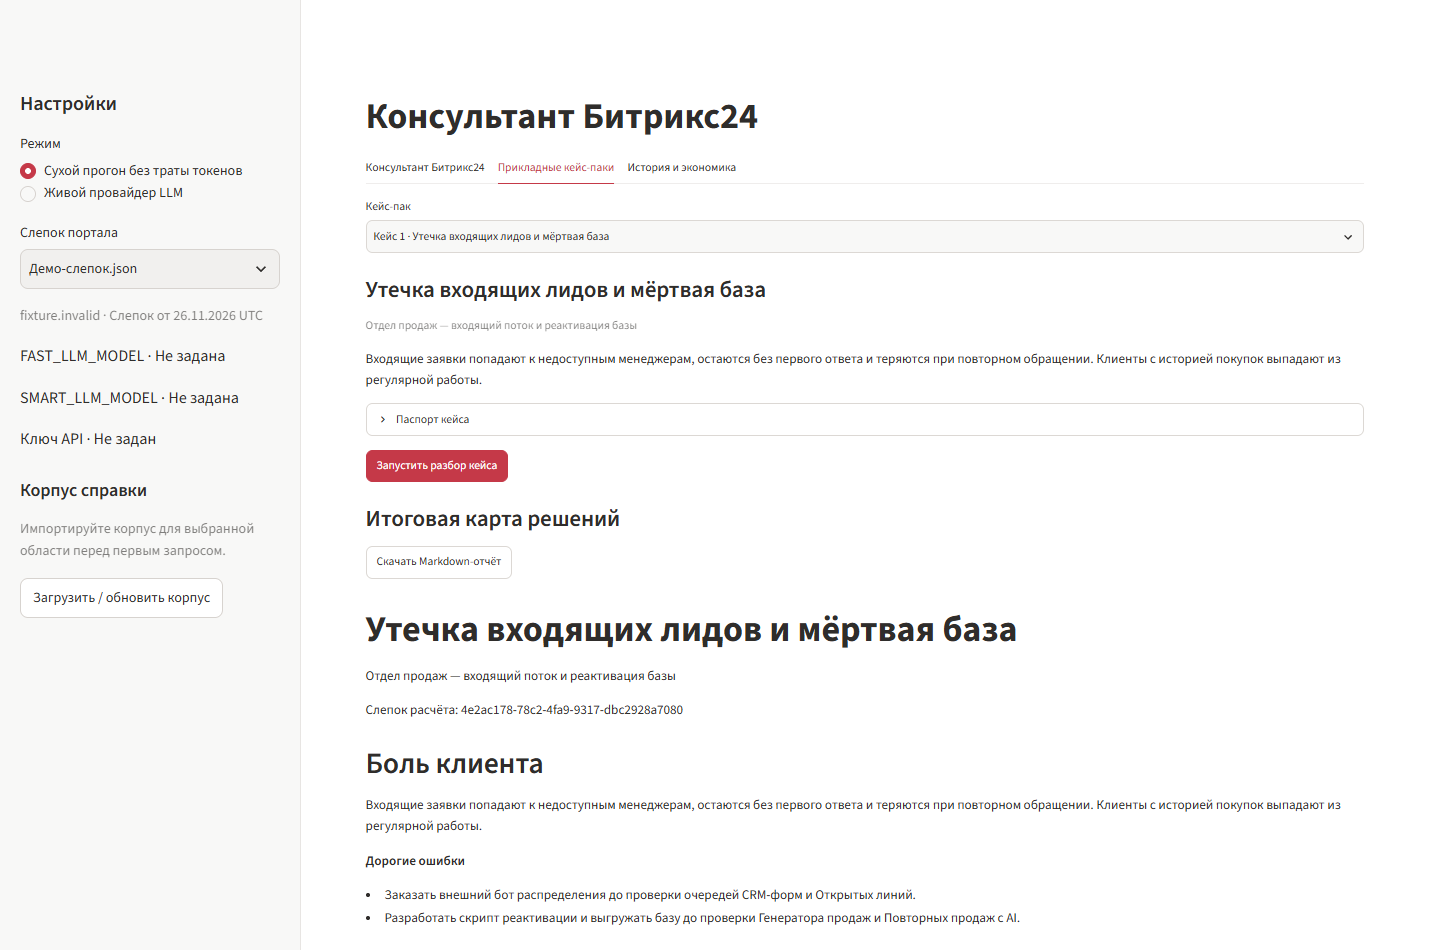 Настройки
Режим
Сухой прогон без траты токенов
Живой провайдер LLM
Слепок портала
Демо-слепок.json
fixture.invalid · Слепок от 26.11.2026 UTC
FAST_LLM_MODEL · Не задана
SMART_LLM_MODEL · Не задана
Ключ API · Не задан
Корпус справки
Импортируйте корпус для выбранной
области перед первым запросом.
Загрузить / обновить корпус
Консультант Битрикс24
Консультант Битрикс24 Прикладные кейс-паки История и экономика
Кейс-пак
Кейс 1 · Утечка входящих лидов и мёртвая база
Утечка входящих лидов и мёртвая база
Отдел продаж — входящий поток и реактивация базы
Входящие заявки попадают к недоступным менеджерам, остаются без первого ответа и теряются при повторном обращении. Клиенты с историей покупок выпадают из
регулярной работы.
Паспорт кейса
Запустить разбор кейса
Итоговая карта решений
Скачать Markdown-отчёт
Утечка входящих лидов и мёртвая база
Отдел продаж — входящий поток и реактивация базы
Слепок расчёта: 4e2ac178-78c2-4fa9-9317-dbc2928a7080
Боль клиента
Входящие заявки попадают к недоступным менеджерам, остаются без первого ответа и теряются при повторном обращении. Клиенты с историей покупок выпадают из
регулярной работы.
Дорогие ошибки
• Заказать внешний бот распределения до проверки очередей CRM-форм и Открытых линий.
• Разработать скрипт реактивации и выгружать базу до проверки Генератора продаж и Повторных продаж с AI.